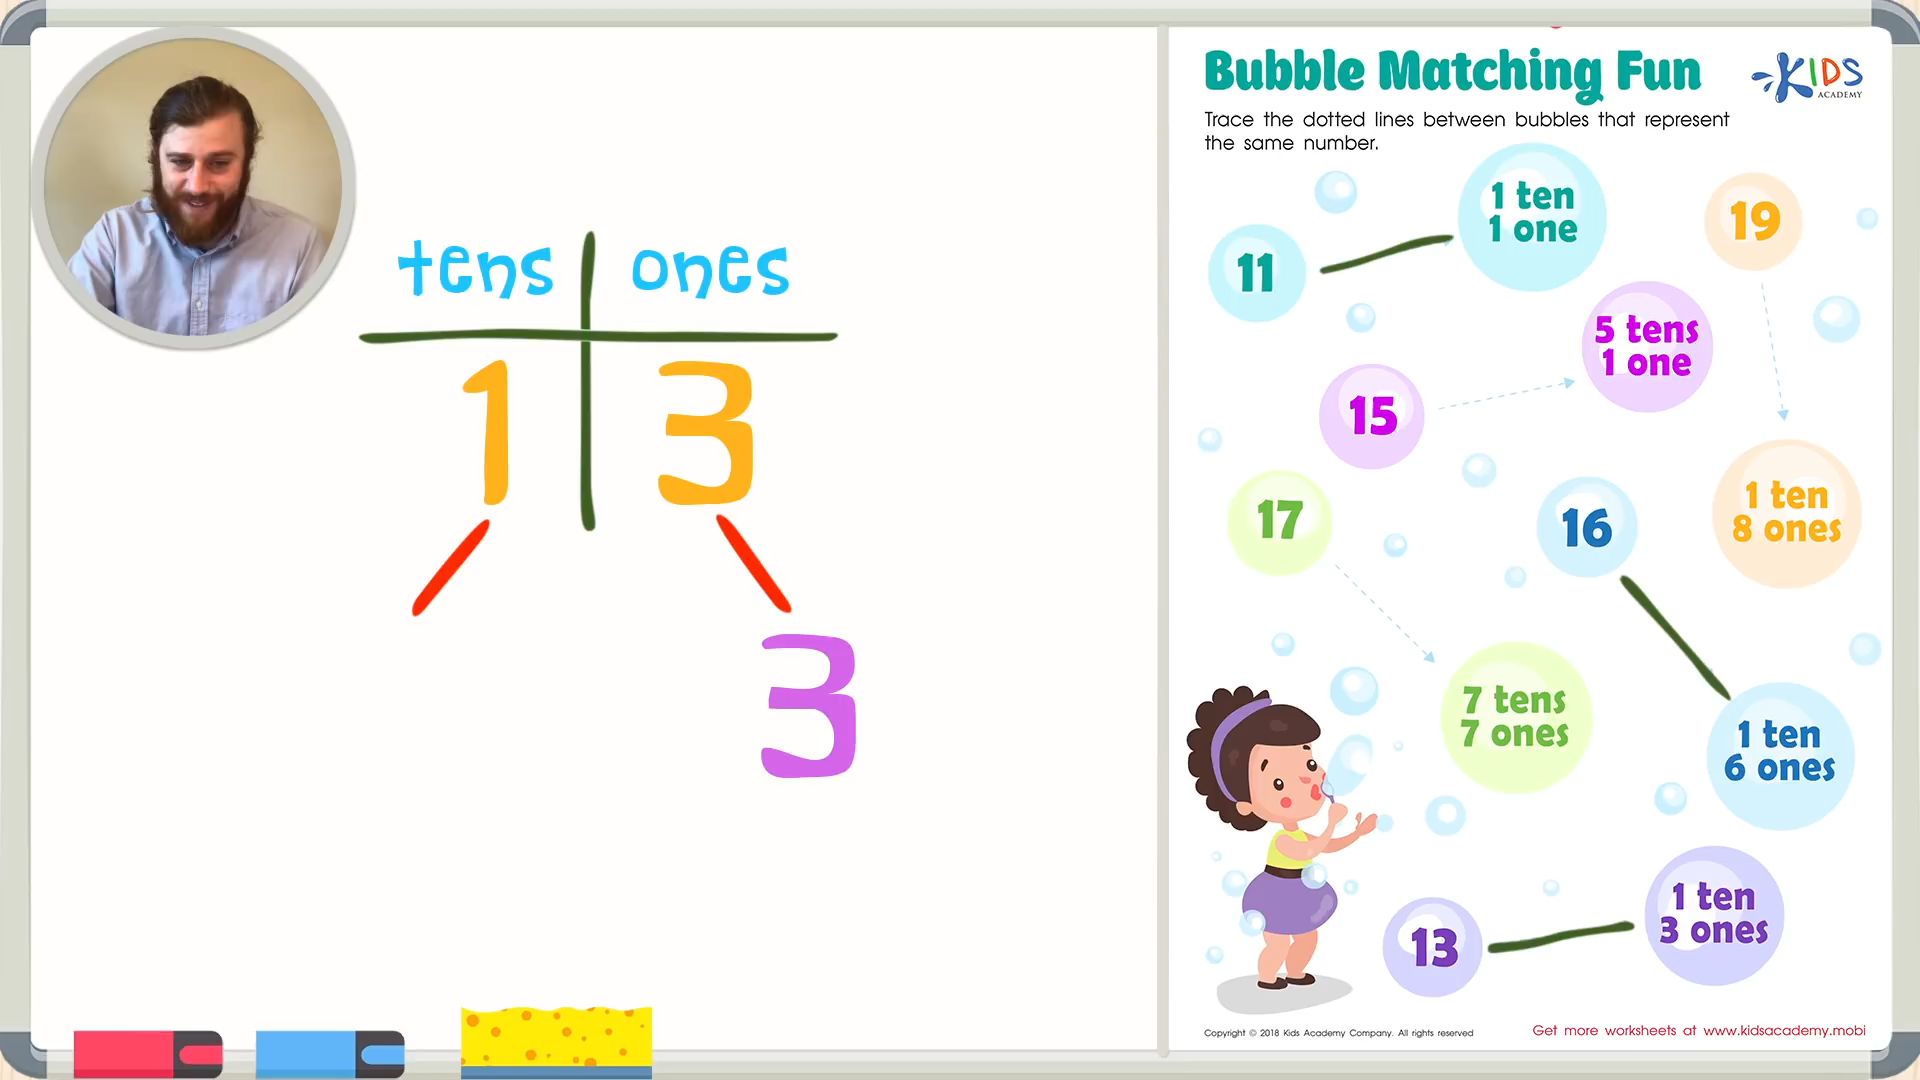 tens ones
1 3
3
Bubble Matching Fun
KIDS
ACADEMY
Trace the dotted lines between bubbles that represent
the same number.
11
1 ten
1 one
19
15
5 tens
1 one
17
16
1 ten
8 ones
7 tens
7 ones
1 ten
6 ones
13
1 ten
3 ones
Copyright © 2018 Kids Academy Company. All rights reserved
Get more worksheets at www.kidsacademy.mobi